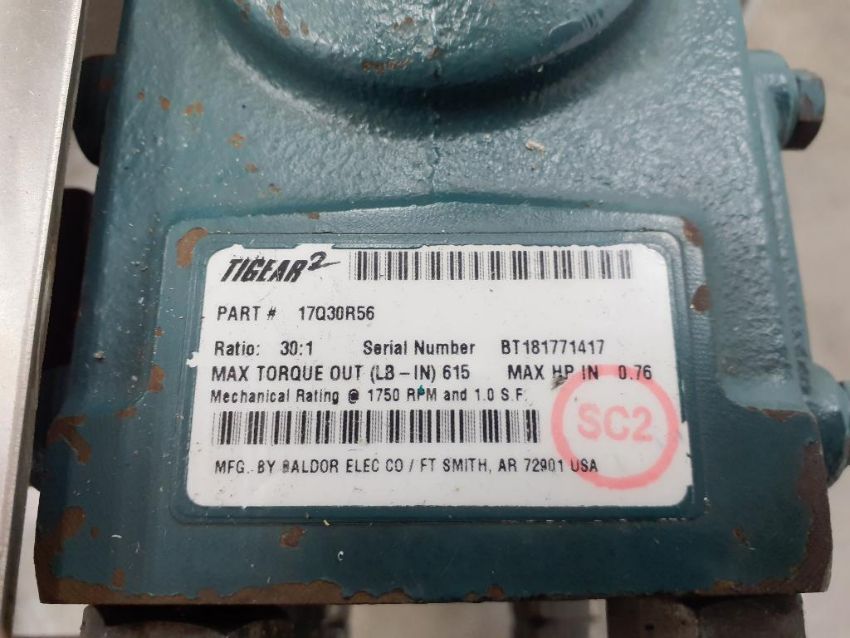 TIGEAR2
PART # 17Q30R56
Ratio: 30:1 Serial Number BT181771417
MAX TORQUE OUT (LB-IN) 615 MAX HP IN 0.76
Mechanical Rating @ 1750 RPM and 1.0 S.F.
SC2
MFG. BY BALDOR ELEC CO / FT SMITH, AR 72901 USA